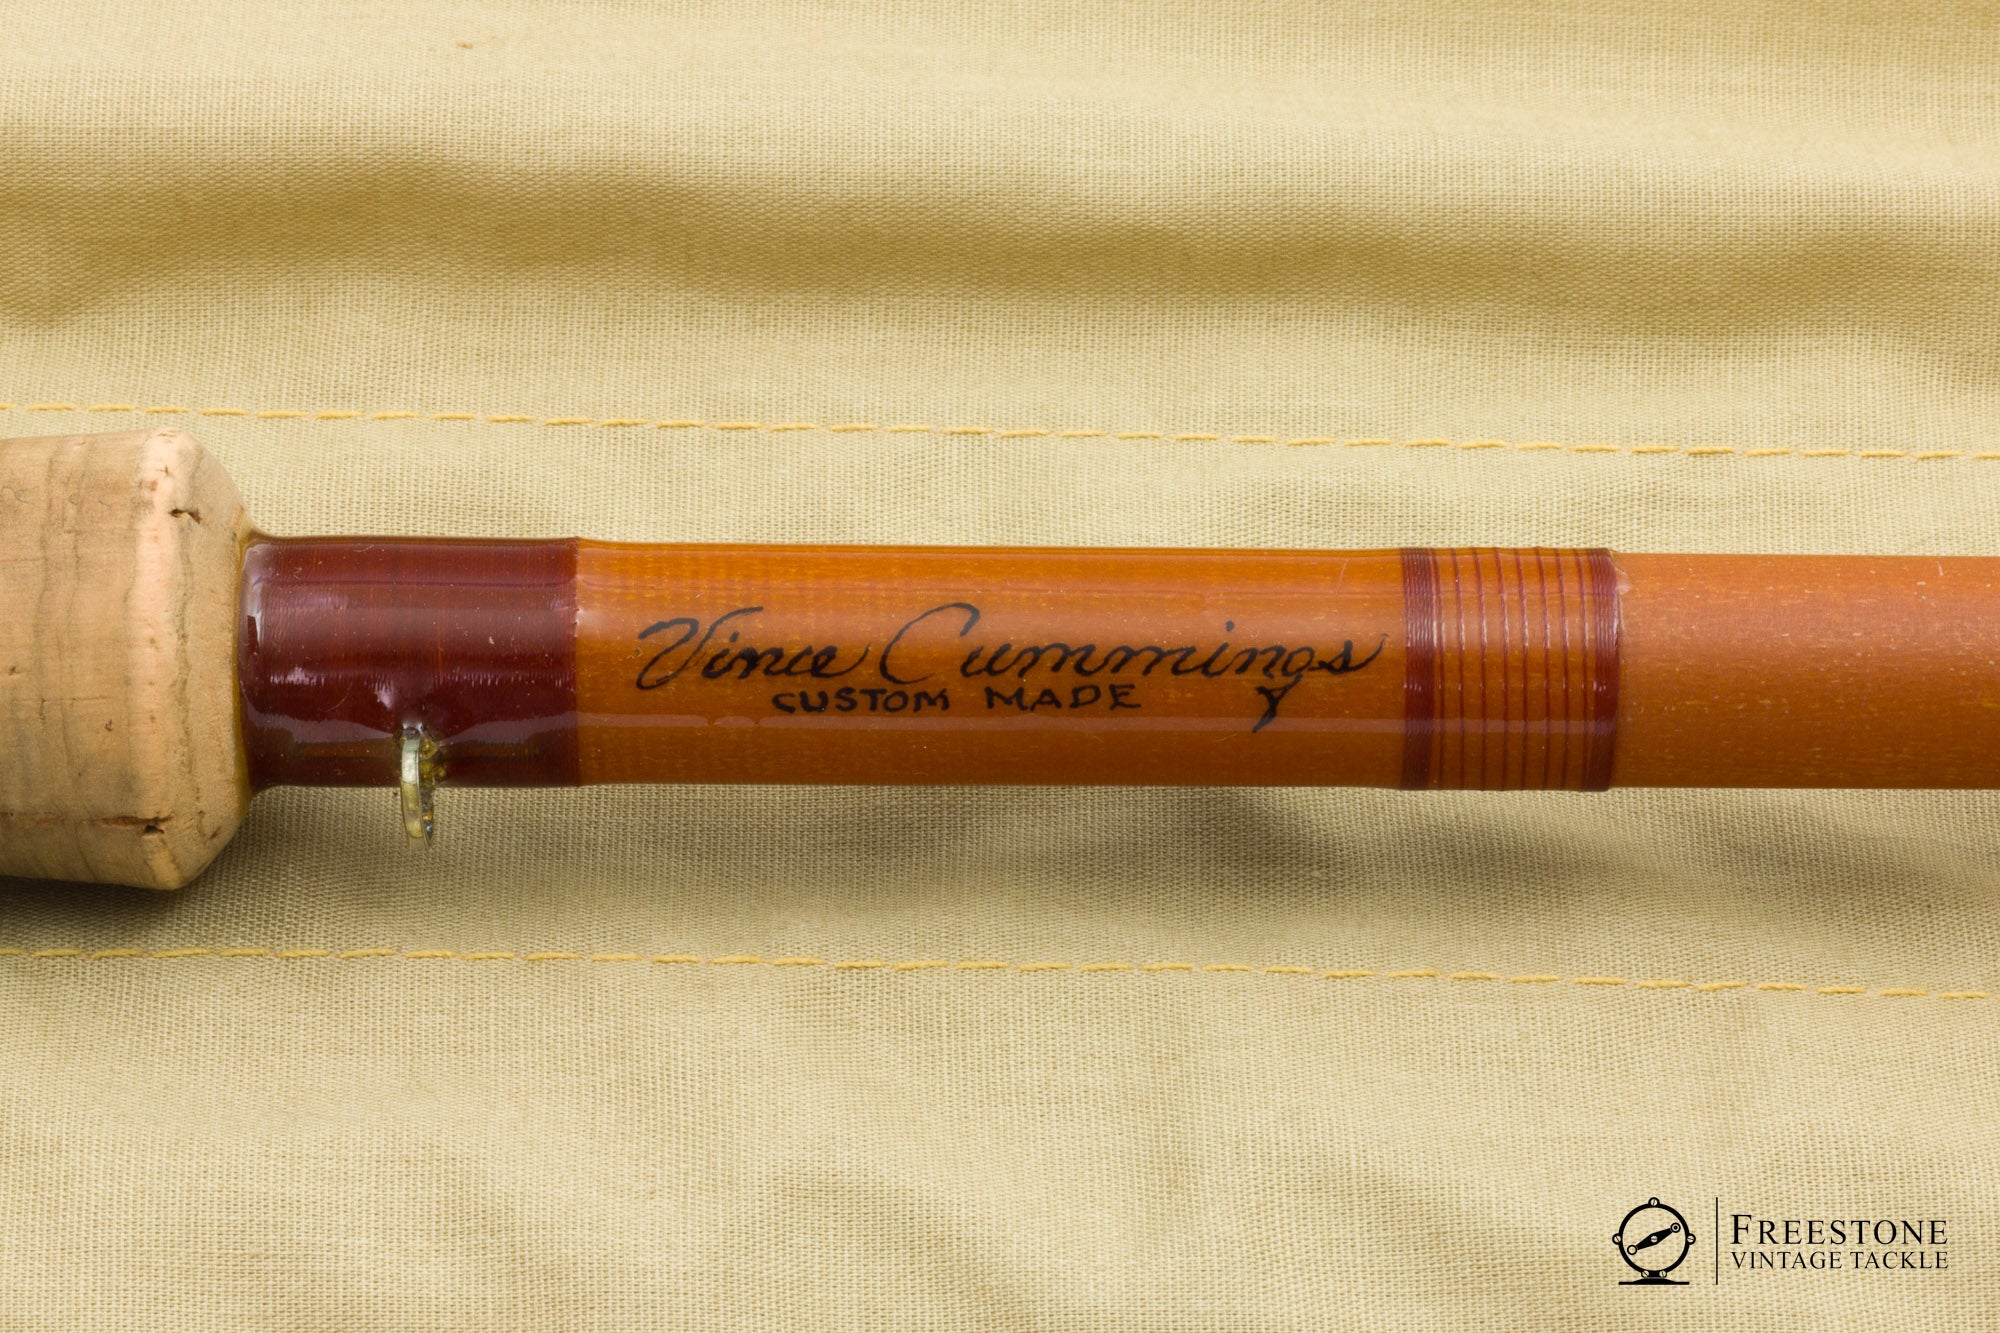 Vince Cummings
CUSTOM MADE
FREESTONE
VINTAGE TACKLE